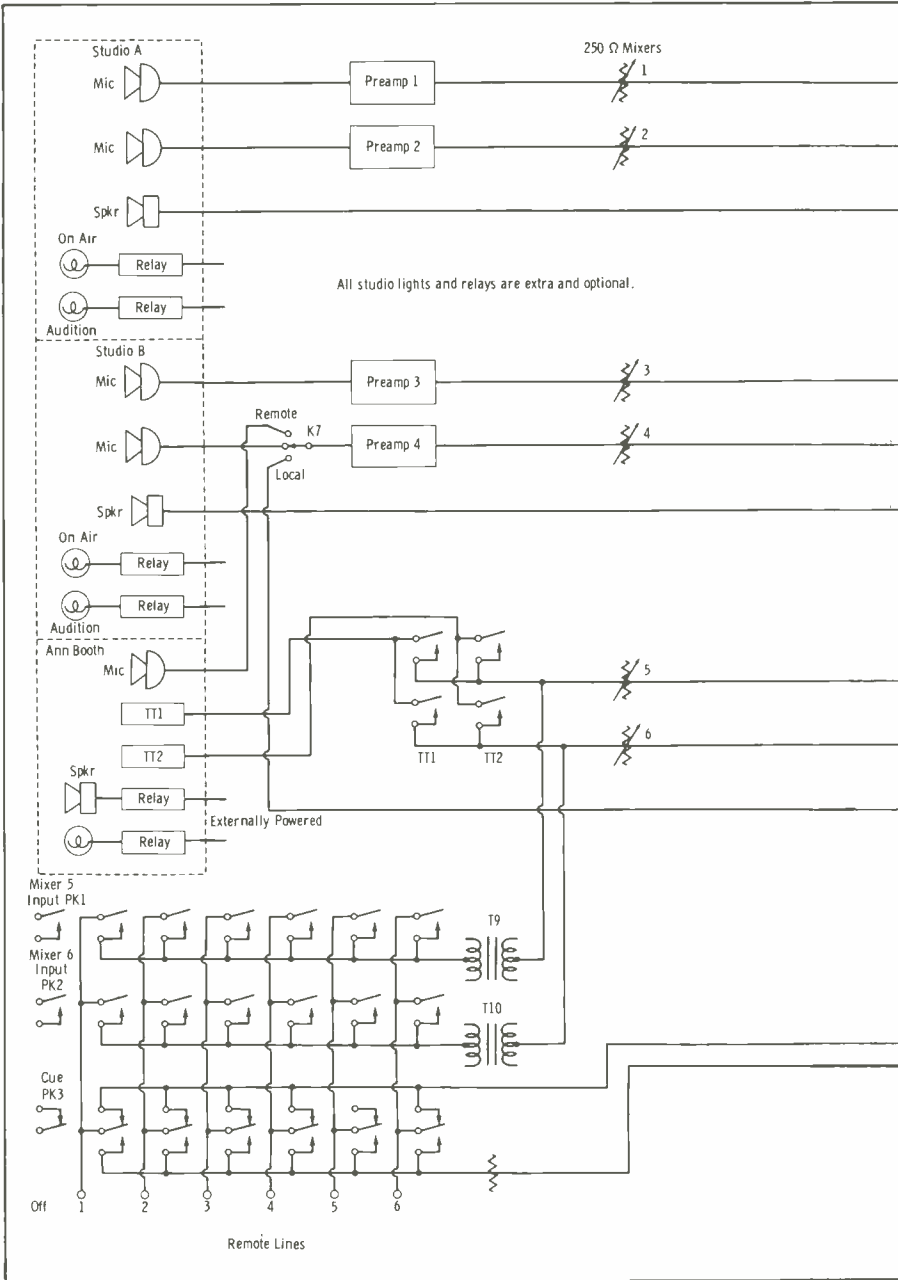 Studio A
250 Ω Mixers
Mic
Preamp 1
1
Mic
Preamp 2
2
Spkr
On Air
Relay
All studio lights and relays are extra and optional.
Relay
Audition
Studio B
Mic
Preamp 3
3
Remote
K7
Mic
Preamp 4
4
Local
Spkr
On Air
Relay
Relay
Audition
Ann Booth
Mic
5
TT1
6
TT2
TT1
TT2
Spkr
Relay
Externally Powered
Relay
Mixer 5
Input PK1
T9
Mixer 6
Input
PK2
T10
Cue
PK3
Off
1
2
3
4
5
6
Remote Lines